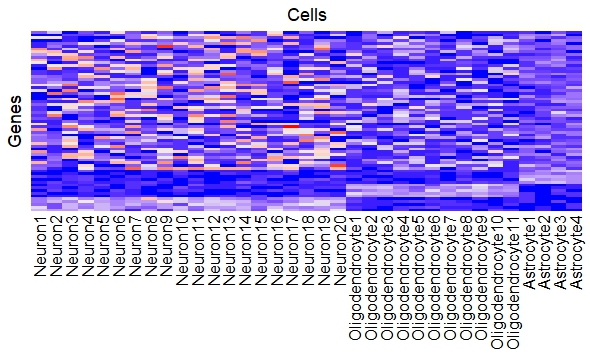 Cells
Genes
Neuron1
Neuron2
Neuron3
Neuron4
Neuron5
Neuron6
Neuron7
Neuron8
Neuron9
Neuron10
Neuron11
Neuron12
Neuron13
Neuron14
Neuron15
Neuron16
Neuron17
Neuron18
Neuron19
Neuron20
Oligodendrocyte1
Oligodendrocyte2
Oligodendrocyte3
Oligodendrocyte4
Oligodendrocyte5
Oligodendrocyte6
Oligodendrocyte7
Oligodendrocyte8
Oligodendrocyte9
Oligodendrocyte10
Oligodendrocyte11
Astrocyte1
Astrocyte2
Astrocyte3
Astrocyte4